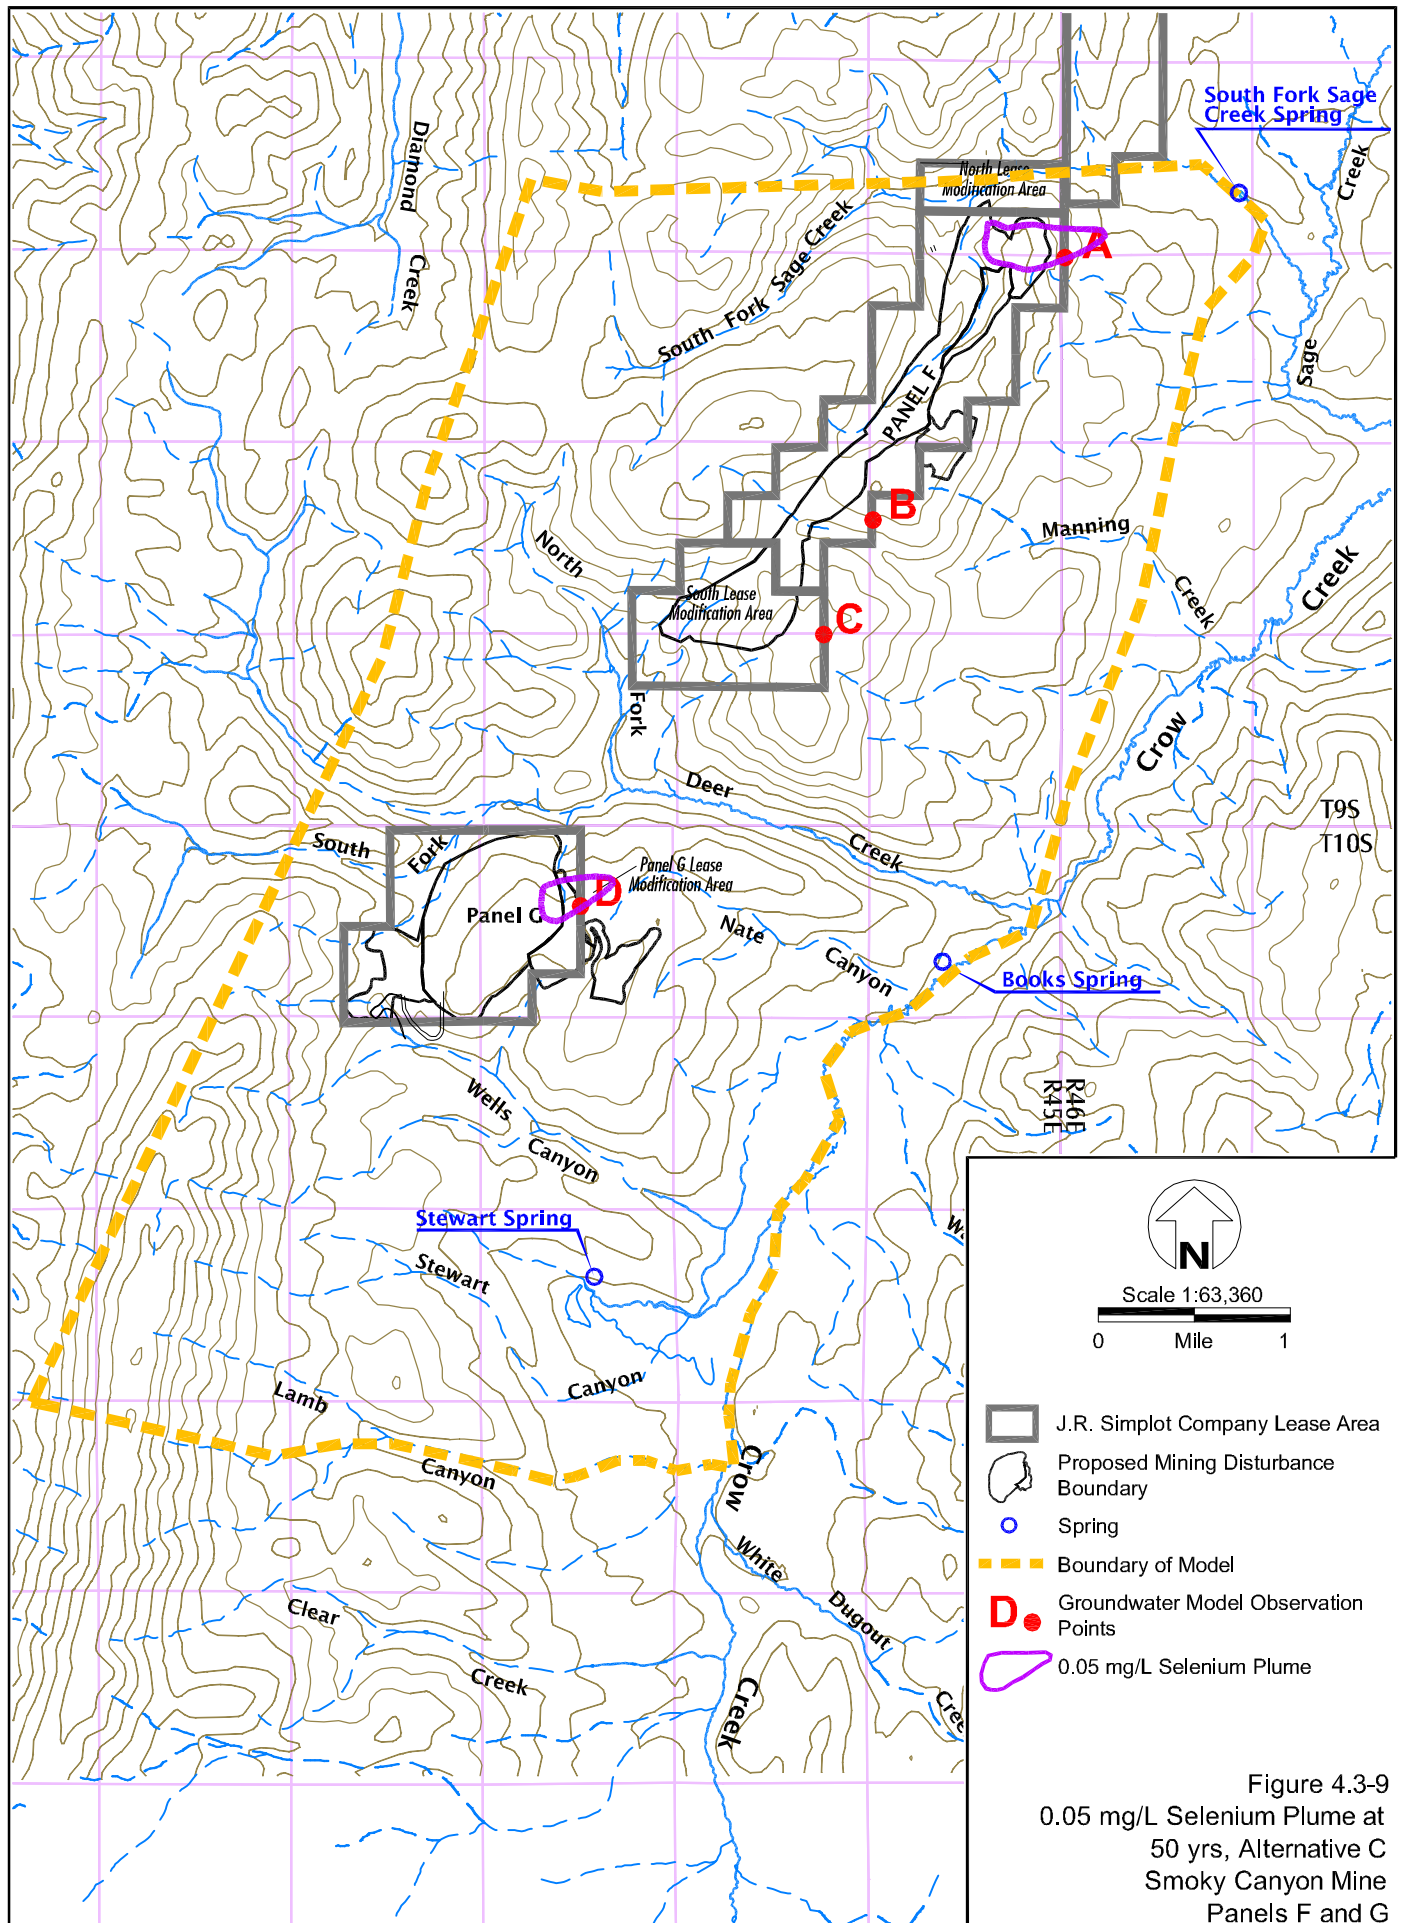 South Fork Sage
Creek Spring
Diamond
Creek
Creek
Sage
North Lease
Modification Area
South Fork Sage Creek
A
PANEL F
B
Manning
Creek
North
Fork
South Lease
Modification Area
C
Crow
Creek
Deer
Creek
T9S
T10S
South
Fork
Panel G Lease
Modification Area
D
Panel G
Nate
Canyon
Books Spring
R46E
R45E
Wells
Canyon
Stewart Spring
Stewart
Canyon
Lamb
Canyon
Crow
Creek
White
Dugout
Cree
Clear
Creek
N
Scale 1:63,360
0 Mile 1
J.R. Simplot Company Lease Area
Proposed Mining Disturbance
Boundary
Spring
Boundary of Model
D
Groundwater Model Observation
Points
0.05 mg/L Selenium Plume
Figure 4.3-9
0.05 mg/L Selenium Plume at
50 yrs, Alternative C
Smoky Canyon Mine
Panels F and G